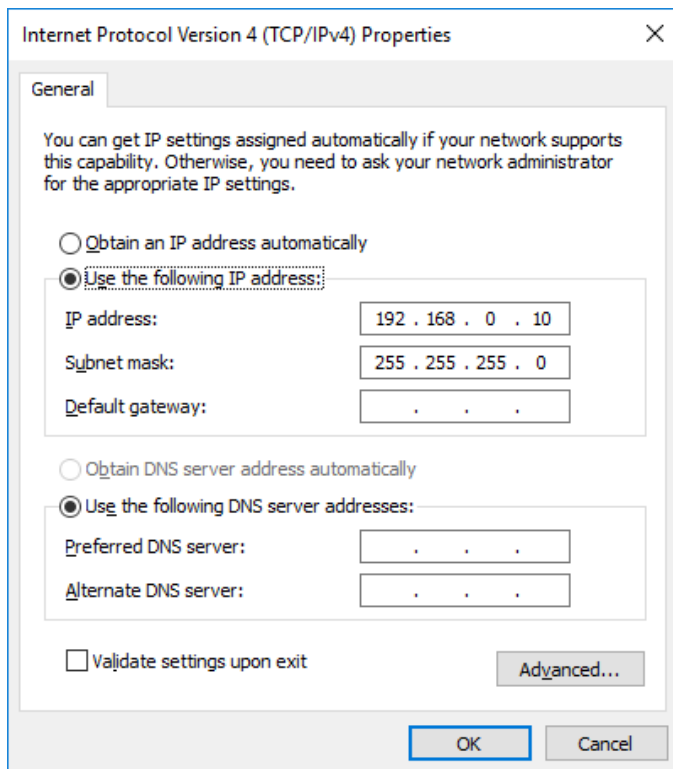 Internet Protocol Version 4 (TCP/IPv4) Properties
General
You can get IP settings assigned automatically if your network supports
this capability. Otherwise, you need to ask your network administrator
for the appropriate IP settings.
Obtain an IP address automatically
Use the following IP address:
IP address: 192 . 168 . 0 . 10
Subnet mask: 255 . 255 . 255 . 0
Default gateway: . . .
Obtain DNS server address automatically
Use the following DNS server addresses:
Preferred DNS server: . . .
Alternate DNS server: . . .
Validate settings upon exit
Advanced...
OK Cancel